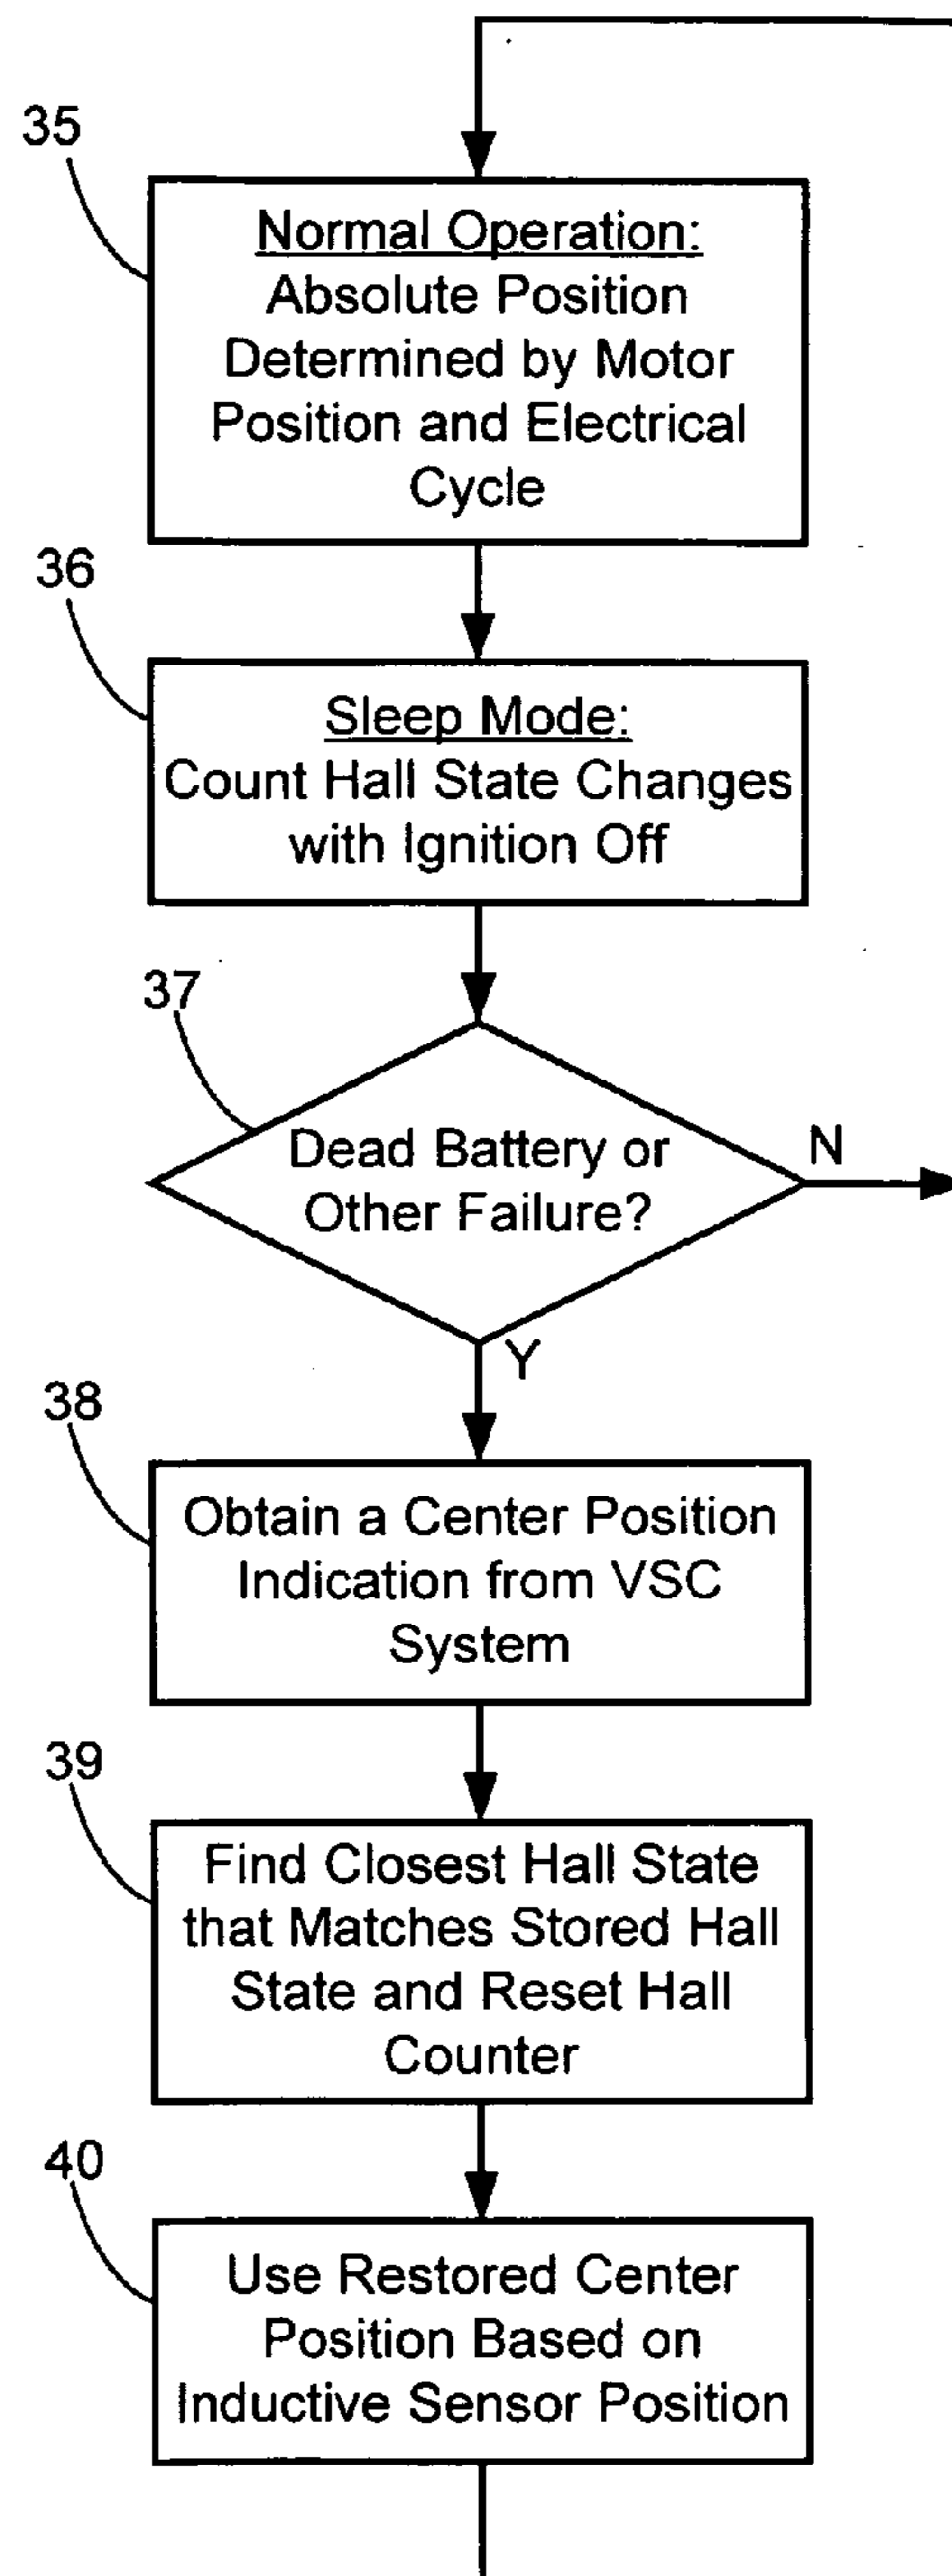 35
Normal Operation:
Absolute Position
Determined by Motor
Position and Electrical
Cycle
36
Sleep Mode:
Count Hall State Changes
with Ignition Off
37
Dead Battery or
Other Failure?
N
Y
38
Obtain a Center Position
Indication from VSC
System
39
Find Closest Hall State
that Matches Stored Hall
State and Reset Hall
Counter
40
Use Restored Center
Position Based on
Inductive Sensor Position